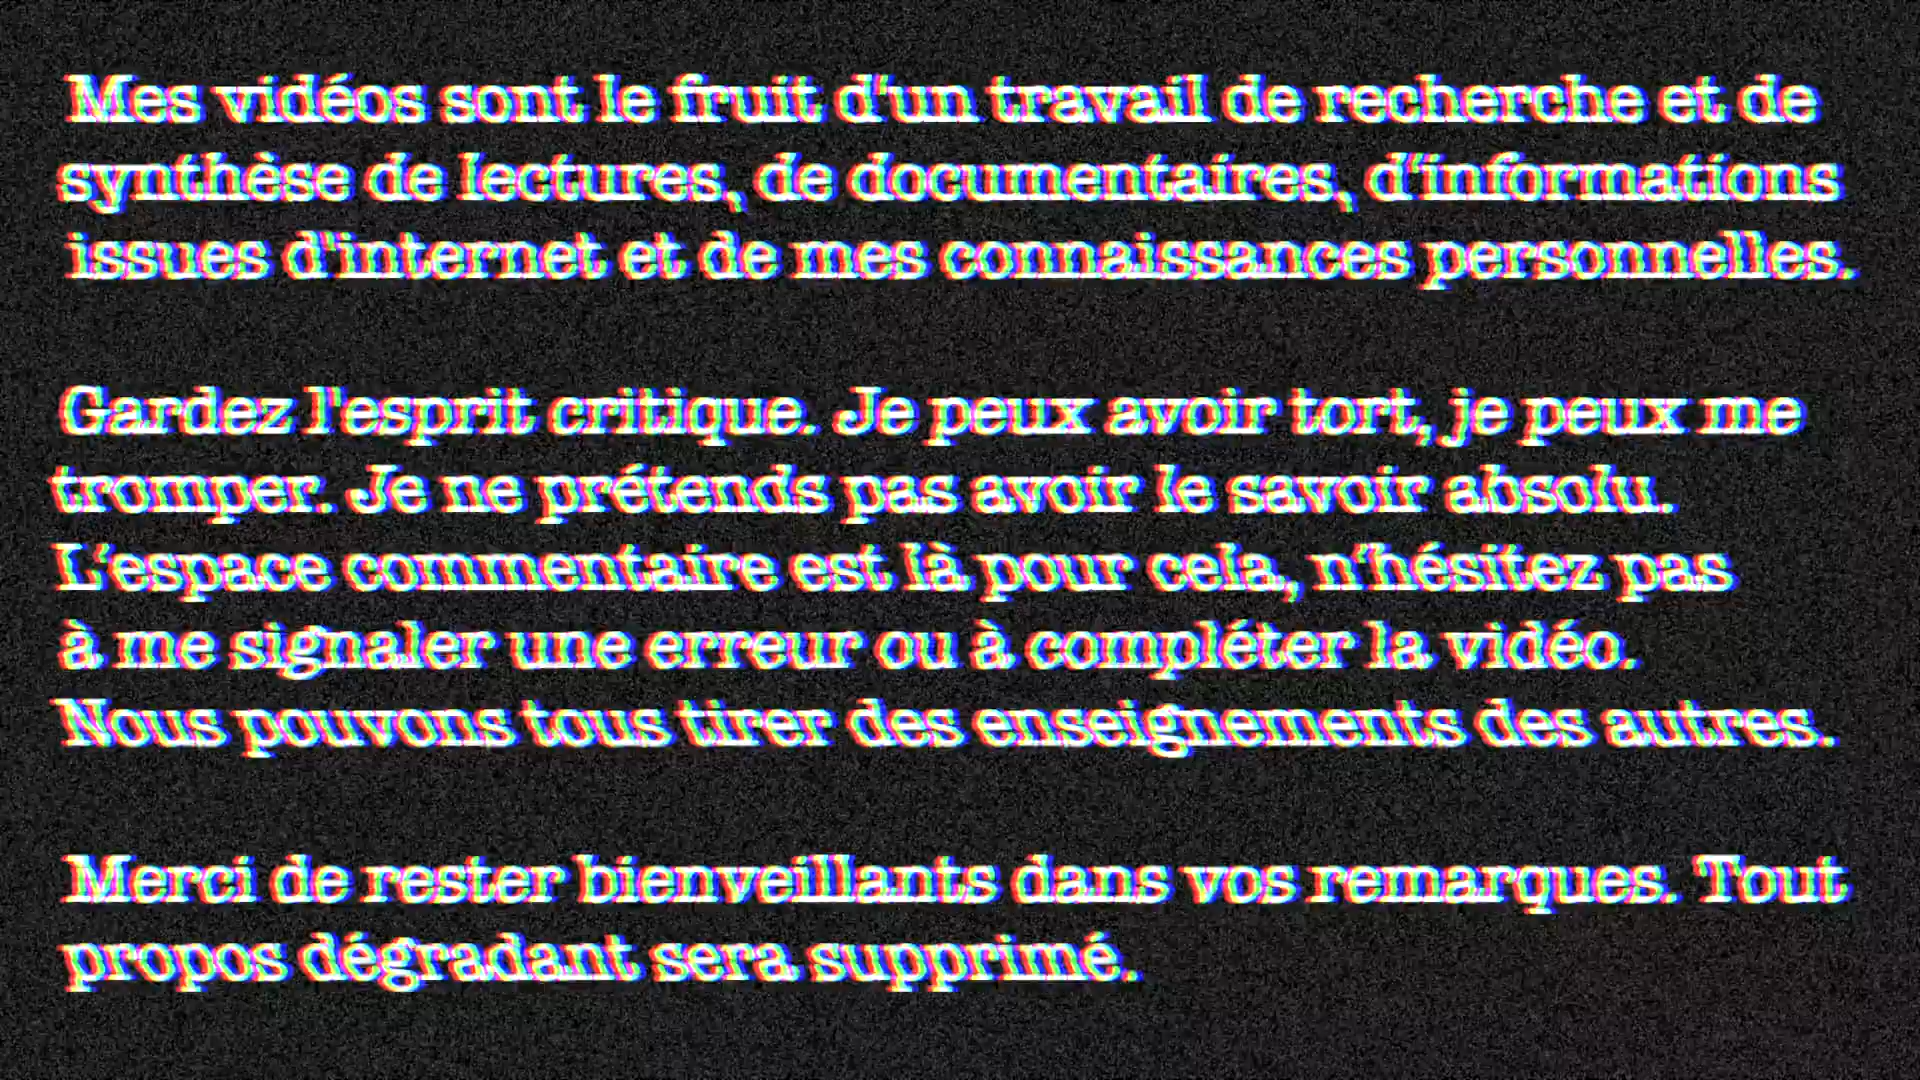 Mes vidéos sont le fruit d'un travail de recherche et de
synthèse de lectures, de documentaires, d'informations
issues d'internet et de mes connaissances personnelles.
Gardez l'esprit critique. Je peux avoir tort, je peux me
tromper. Je ne prétends pas avoir le savoir absolu.
L'espace commentaire est là pour cela, n'hésitez pas
à me signaler une erreur ou à compléter la vidéo.
Nous pouvons tous tirer des enseignements des autres.
Merci de rester bienveillants dans vos remarques. Tout
propos dégradant sera supprimé.